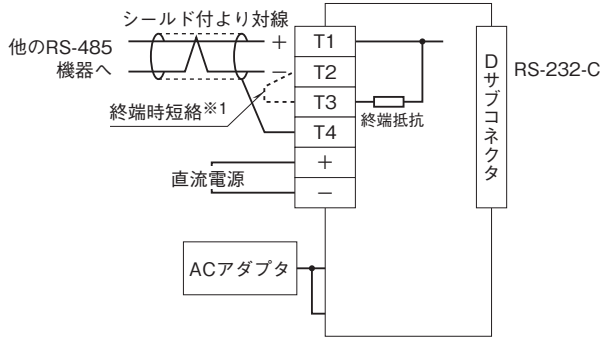 シールド付より対線
他のRS-485
機器へ
+
−
終端時短絡※1
T1
T2
T3
T4
+
−
直流電源
終端抵抗
Dサブコネクタ
RS-232-C
ACアダプタ